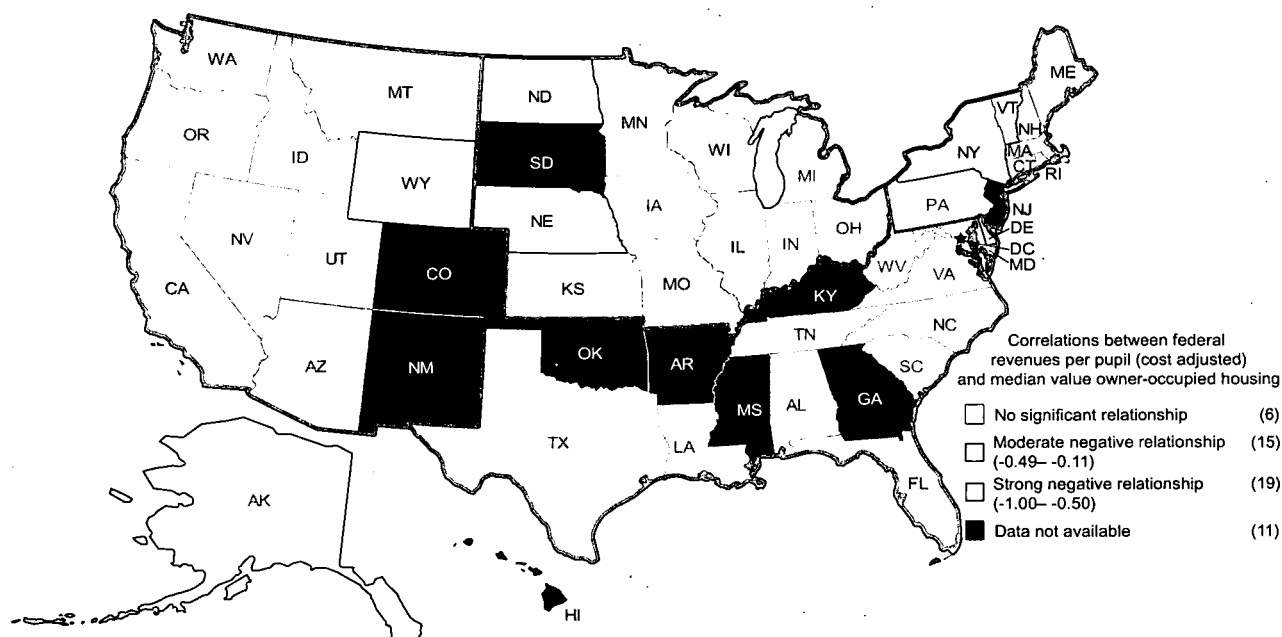 WA
MT
ND
MN
ME
VT
NH
OR
ID
SD
WI
NY
MA
CT
RI
WY
MI
IA
NE
PA
NJ
OH
DE
NV
UT
IL
IN
DC
MD
CO
WV
VA
CA
KS
MO
KY
NC
TN
AZ
NM
OK
AR
SC
MS
AL
GA
TX
LA
FL
AK
HI
Correlations between federal
revenues per pupil (cost adjusted)
and median value owner-occupied housing
No significant relationship (6)
Moderate negative relationship (15)
(-0.49– -0.11)
Strong negative relationship (19)
(-1.00– -0.50)
Data not available (11)